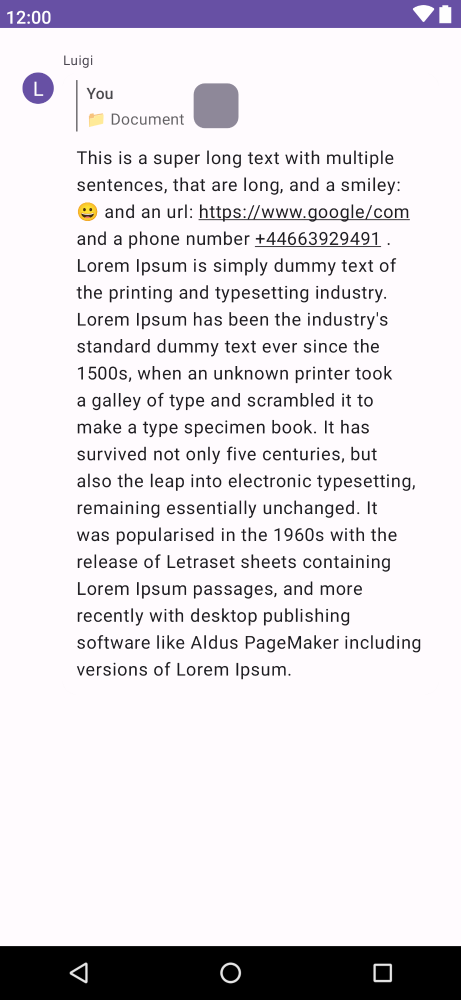 12:00
Luigi
L
You
📁 Document
This is a super long text with multiple
sentences, that are long, and a smiley:
😀 and an url: https://www.google/com
and a phone number +44663929491 .
Lorem Ipsum is simply dummy text of
the printing and typesetting industry.
Lorem Ipsum has been the industry's
standard dummy text ever since the
1500s, when an unknown printer took
a galley of type and scrambled it to
make a type specimen book. It has
survived not only five centuries, but
also the leap into electronic typesetting,
remaining essentially unchanged. It
was popularised in the 1960s with the
release of Letraset sheets containing
Lorem Ipsum passages, and more
recently with desktop publishing
software like Aldus PageMaker including
versions of Lorem Ipsum.